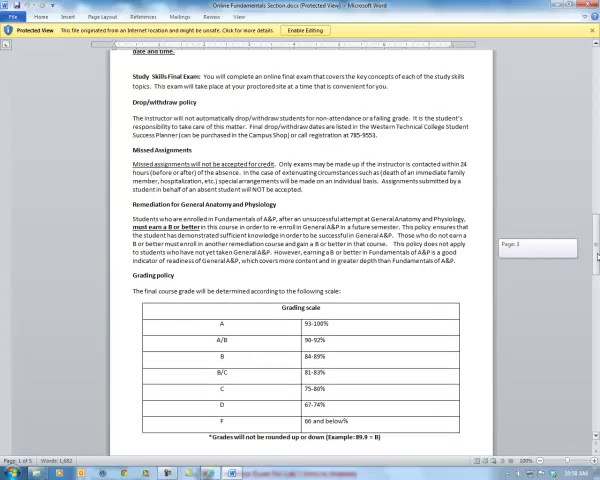 Online Fundamentals Section.docx (Protected View) - Microsoft Word
File Home Insert Page Layout References Mailings Review View
Protected View This file originated from an Internet location and might be unsafe. Click for more details. Enable Editing
date and time.
Study Skills Final Exam: You will complete an online final exam that covers the key concepts of each of the study skills
topics. This exam will take place at your proctored site at a time that is convenient for you.
Drop/withdraw policy
The instructor will not automatically drop/withdraw students for non-attendance or a failing grade. It is the student's
responsibility to take care of this matter. Final drop/withdraw dates are listed in the Western Technical College Student
Success Planner (can be purchased in the Campus Shop) or call registration at 785-9553.
Missed Assignments
Missed assignments will not be accepted for credit. Only exams may be made up if the instructor is contacted within 24
hours (before or after) of the absence. In the case of extenuating circumstances such as (death of an immediate family
member, hospitalization, etc.) special arrangements will be made on an individual basis. Assignments submitted by a
student in behalf of an absent student will NOT be accepted.
Remediation for General Anatomy and Physiology
Students who are enrolled in Fundamentals of A&P, after an unsuccessful attempt at General Anatomy and Physiology,
must earn a B or better in this course in order to re-enroll in General A&P in a future semester. This policy ensures that
the student has demonstrated sufficient knowledge in order to be successful in General A&P. Those who do not earn a
B or better must enroll in another remediation course and gain a B or better in that course. This policy does not apply
to students who have not yet taken General A&P. However, earning a B or better in Fundamentals of A&P is a good
indicator of readiness of General A&P, which covers more content and in greater depth than Fundamentals of A&P.
Page: 3
Grading policy
The final course grade will be determined according to the following scale:
Grading scale
A 93-100%
A/B 90-92%
B 84-89%
B/C 81-83%
C 75-80%
D 67-74%
F 66 and below%
*Grades will not be rounded up or down (Example: 89.9 = B)
Page: 1 of 5 Words: 1,682 100%
10:58 AM